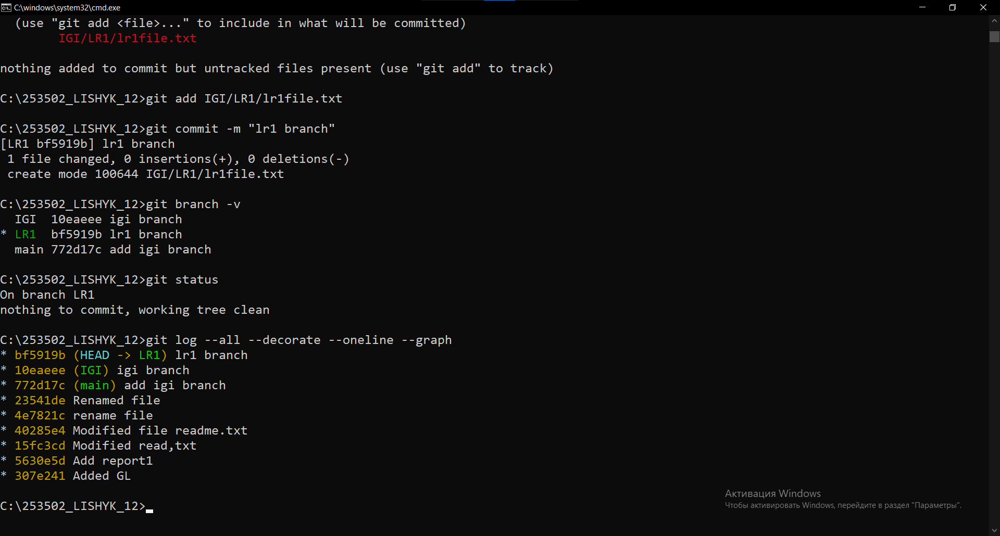 C:\windows\system32\cmd.exe
(use "git add <file>..." to include in what will be committed)
IGI/LR1/lr1file.txt
nothing added to commit but untracked files present (use "git add" to track)
C:\253502_LISHYK_12>git add IGI/LR1/lr1file.txt
C:\253502_LISHYK_12>git commit -m "lr1 branch"
[LR1 bf5919b] lr1 branch
1 file changed, 0 insertions(+), 0 deletions(-)
create mode 100644 IGI/LR1/lr1file.txt
C:\253502_LISHYK_12>git branch -v
IGI  10eaeee igi branch
* LR1  bf5919b lr1 branch
main 772d17c add igi branch
C:\253502_LISHYK_12>git status
On branch LR1
nothing to commit, working tree clean
C:\253502_LISHYK_12>git log --all --decorate --oneline --graph
* bf5919b (HEAD -> LR1) lr1 branch
* 10eaeee (IGI) igi branch
* 772d17c (main) add igi branch
* 23541de Renamed file
* 4e7821c rename file
* 40285e4 Modified file readme.txt
* 15fc3cd Modified read,txt
* 5630e5d Add report1
* 307e241 Added GL
C:\253502_LISHYK_12>
Активация Windows
Чтобы активировать Windows, перейдите в раздел "Параметры".